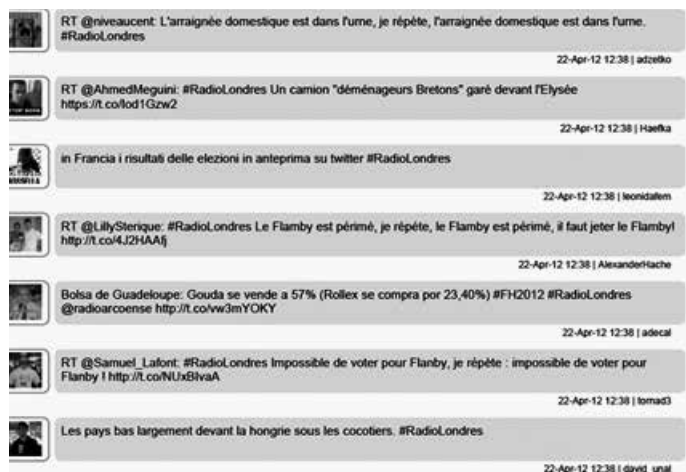 RT @niveaucent: L'arraignée domestique est dans l'urne, je répéte, l'arraignée domestique est dans l'urne.
#RadioLondres
22-Apr-12 12:38 | adzetko
RT @AhmedMeguini: #RadioLondres Un camion "déménageurs Bretons" garé devant l'Elysée
https://t.co/lod1Gzw2
22-Apr-12 12:38 | Haefka
in Francia i risultati delle elezioni in anteprima su twitter #RadioLondres
22-Apr-12 12:38 | leonidafem
RT @LillySterique: #RadioLondres Le Flamby est périmé, je répéte, le Flamby est périmé, il faut jeter le Flamby!
http://t.co/4J2HAAfj
22-Apr-12 12:38 | AlexanderHache
Bolsa de Guadeloupe: Gouda se vende a 57% (Rollex se compra por 23,40%) #FH2012 #RadioLondres
@radioarcoense http://t.co/vw3mYOKY
22-Apr-12 12:38 | adecal
RT @Samuel_Lafont: #RadioLondres Impossible de voter pour Flanby, je répète : impossible de voter pour
Flanby ! http://t.co/NUxBlvaA
22-Apr-12 12:38 | tomad3
Les pays bas largement devant la hongrie sous les cocotiers. #RadioLondres
22-Apr-12 12:38 | david_unal